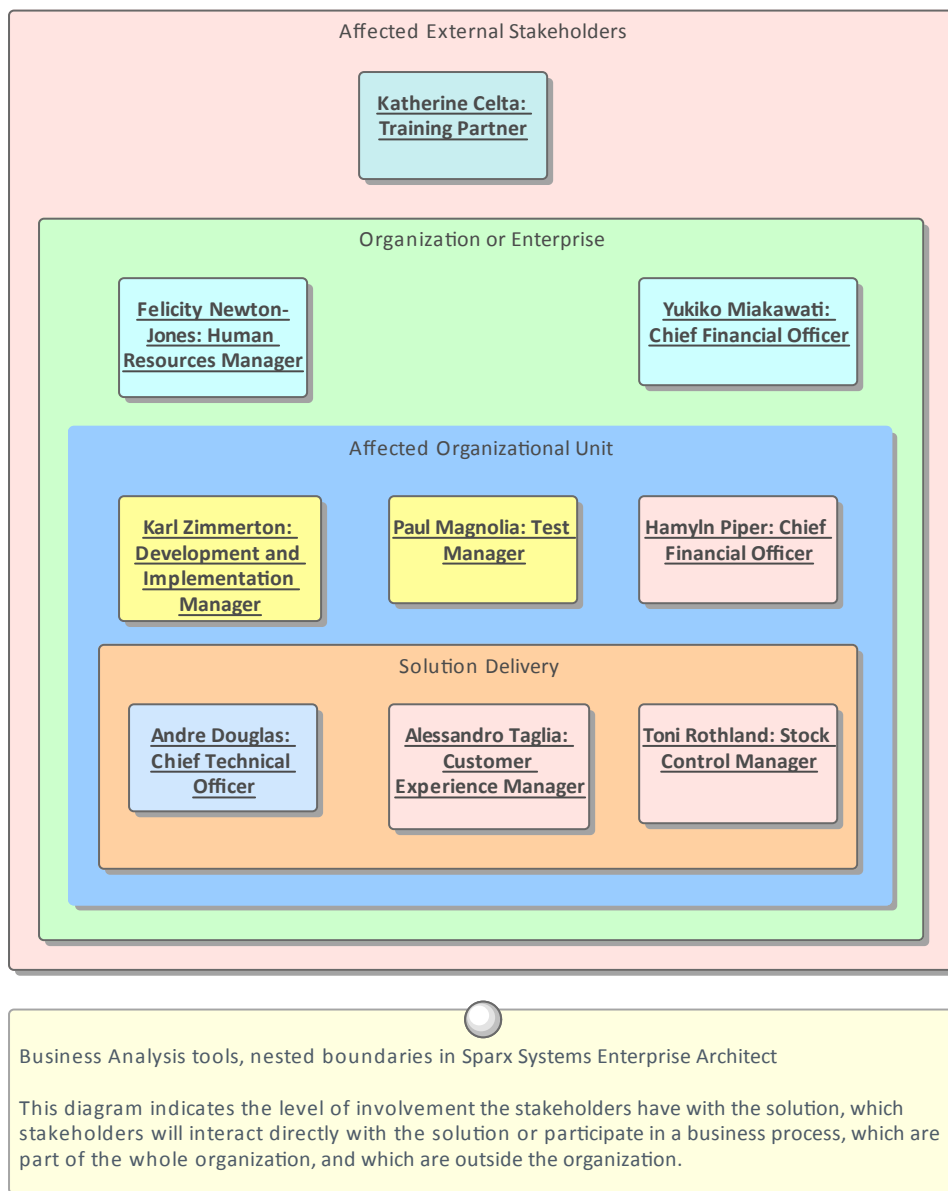 Affected External Stakeholders
Katherine Celta:
Training Partner
Organization or Enterprise
Felicity Newton-
Jones: Human
Resources Manager
Yukiko Miakawati:
Chief Financial Officer
Affected Organizational Unit
Karl Zimmerton:
Development and
Implementation
Manager
Paul Magnolia: Test
Manager
Hamyln Piper: Chief
Financial Officer
Solution Delivery
Andre Douglas:
Chief Technical
Officer
Alessandro Taglia:
Customer
Experience Manager
Toni Rothland: Stock
Control Manager
Business Analysis tools, nested boundaries in Sparx Systems Enterprise Architect
This diagram indicates the level of involvement the stakeholders have with the solution, which
stakeholders will interact directly with the solution or participate in a business process, which are
part of the whole organization, and which are outside the organization.